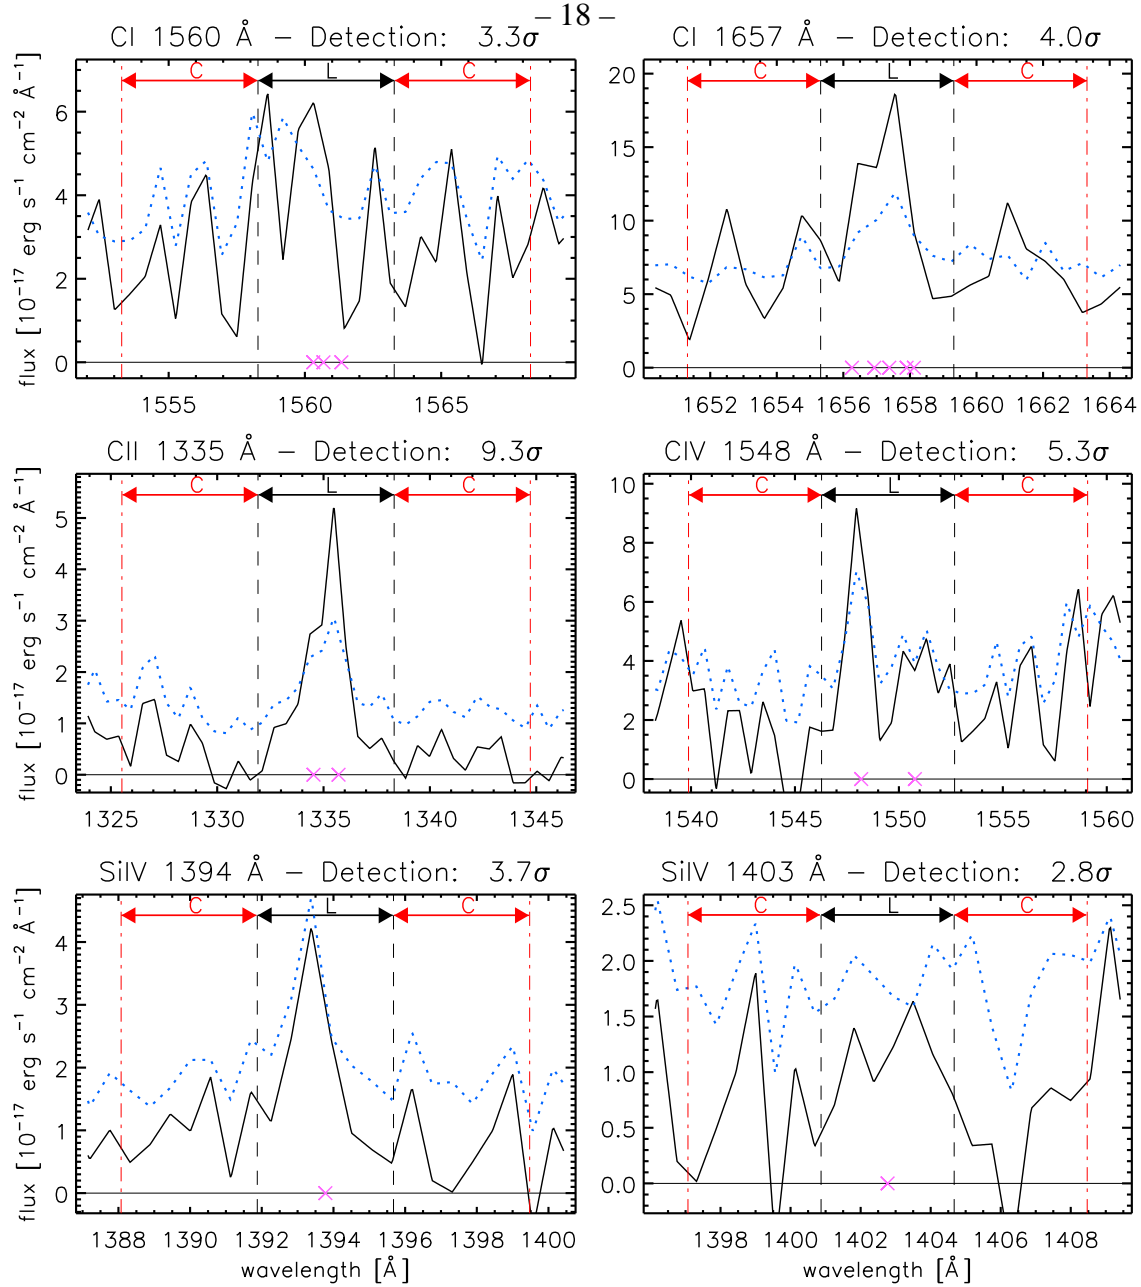 – 18 –
CI 1560 Å – Detection: 3.3σ
CI 1657 Å – Detection: 4.0σ
C L C
C L C
flux [10⁻¹⁷ erg s⁻¹ cm⁻² Å⁻¹]
6
4
2
0
20
15
10
5
0
1555 1560 1565
1652 1654 1656 1658 1660 1662 1664
CII 1335 Å – Detection: 9.3σ
CIV 1548 Å – Detection: 5.3σ
C L C
C L C
flux [10⁻¹⁷ erg s⁻¹ cm⁻² Å⁻¹]
5
4
3
2
1
0
10
8
6
4
2
0
1325 1330 1335 1340 1345
1540 1545 1550 1555 1560
SiIV 1394 Å – Detection: 3.7σ
SiIV 1403 Å – Detection: 2.8σ
C L C
C L C
flux [10⁻¹⁷ erg s⁻¹ cm⁻² Å⁻¹]
4
3
2
1
0
2.5
2.0
1.5
1.0
0.5
0.0
1388 1390 1392 1394 1396 1398 1400
1398 1400 1402 1404 1406 1408
wavelength [Å]
wavelength [Å]